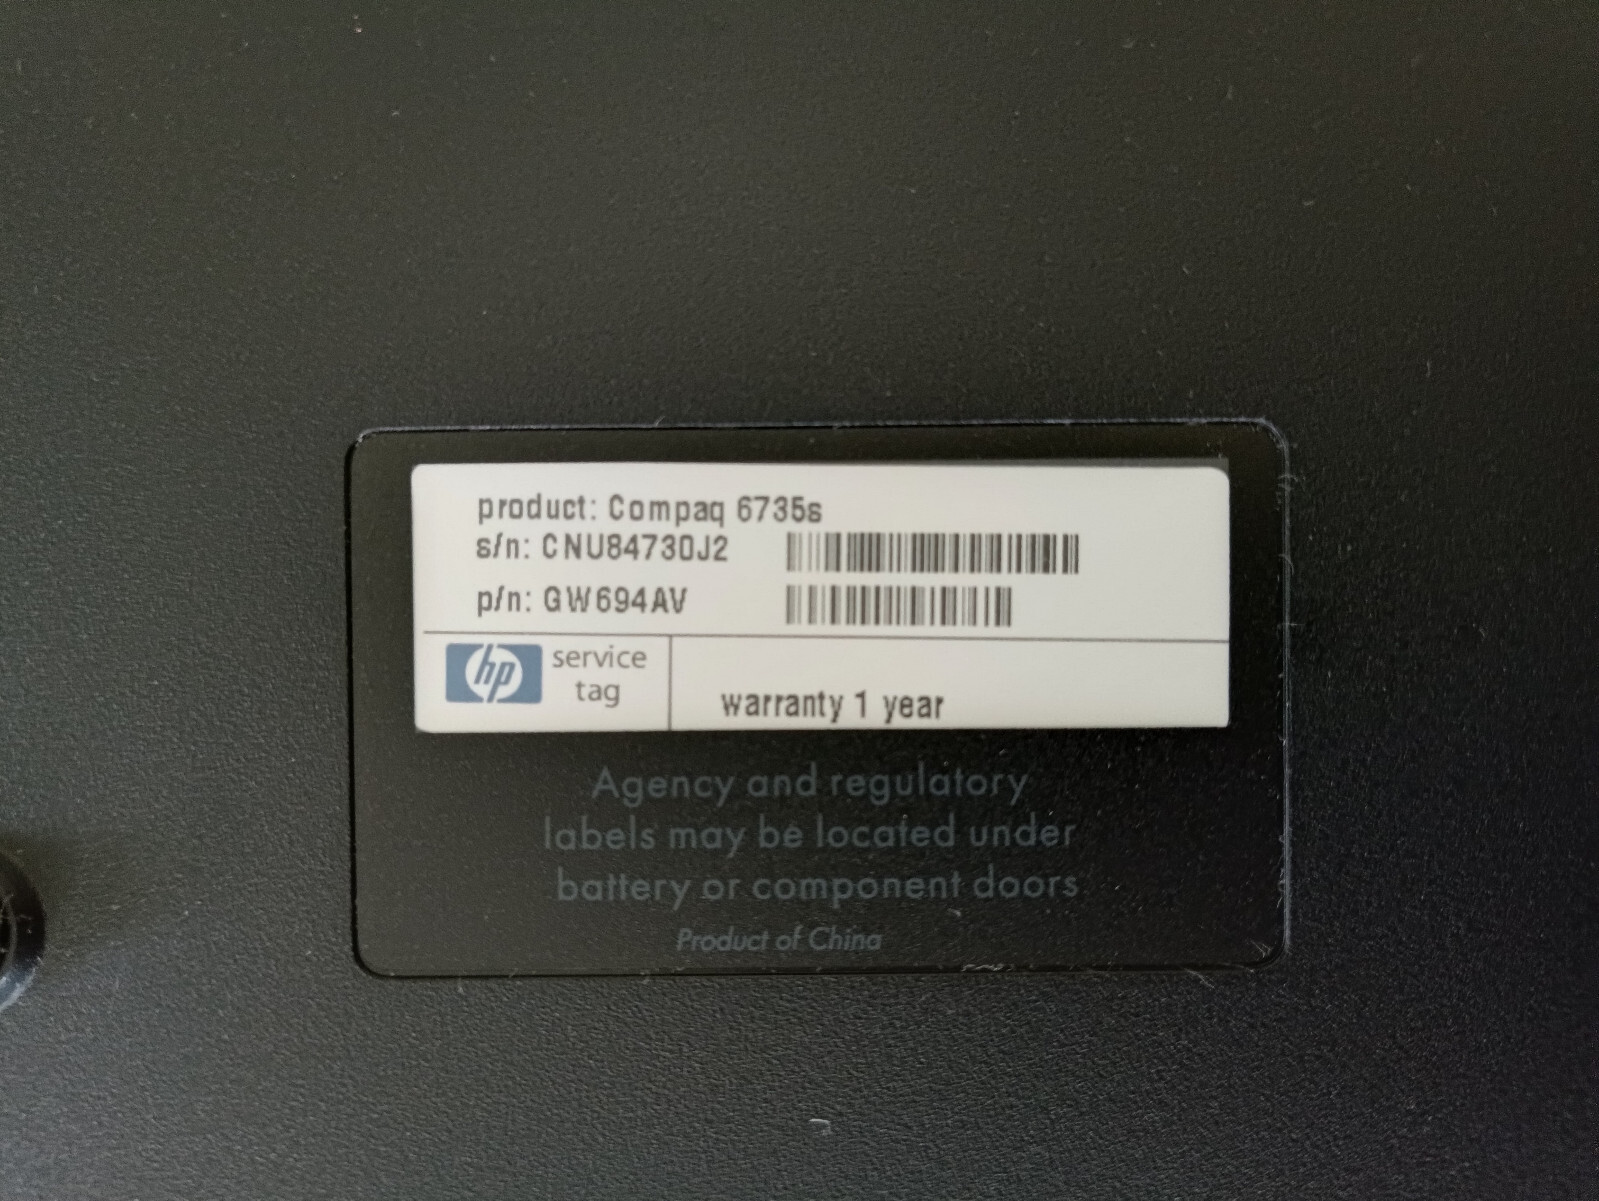 product: Compaq 6735s
s/n: CNU84730J2
p/n: GW694AV
hp
service
tag
warranty 1 year
Agency and regulatory
labels may be located under
battery or component doors
Product of China